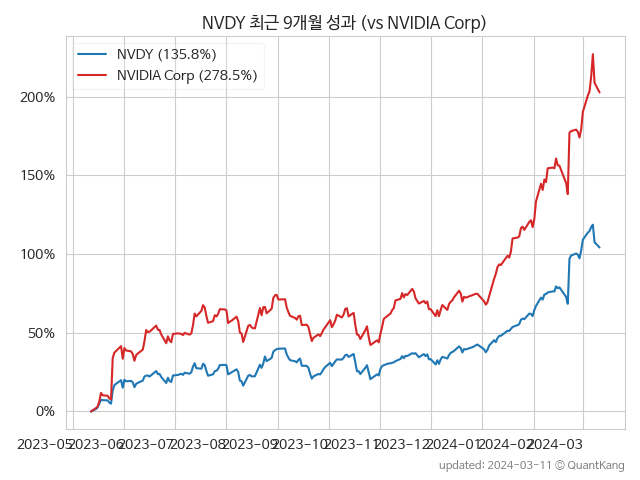 NVDY 최근 9개월 성과 (vs NVIDIA Corp)
NVDY (135.8%)
NVIDIA Corp (278.5%)
200%
150%
100%
50%
0%
2023-05 2023-06 2023-07 2023-08 2023-09 2023-10 2023-11 2023-12 2024-01 2024-02 2024-03
updated: 2024-03-11 © QuantKang